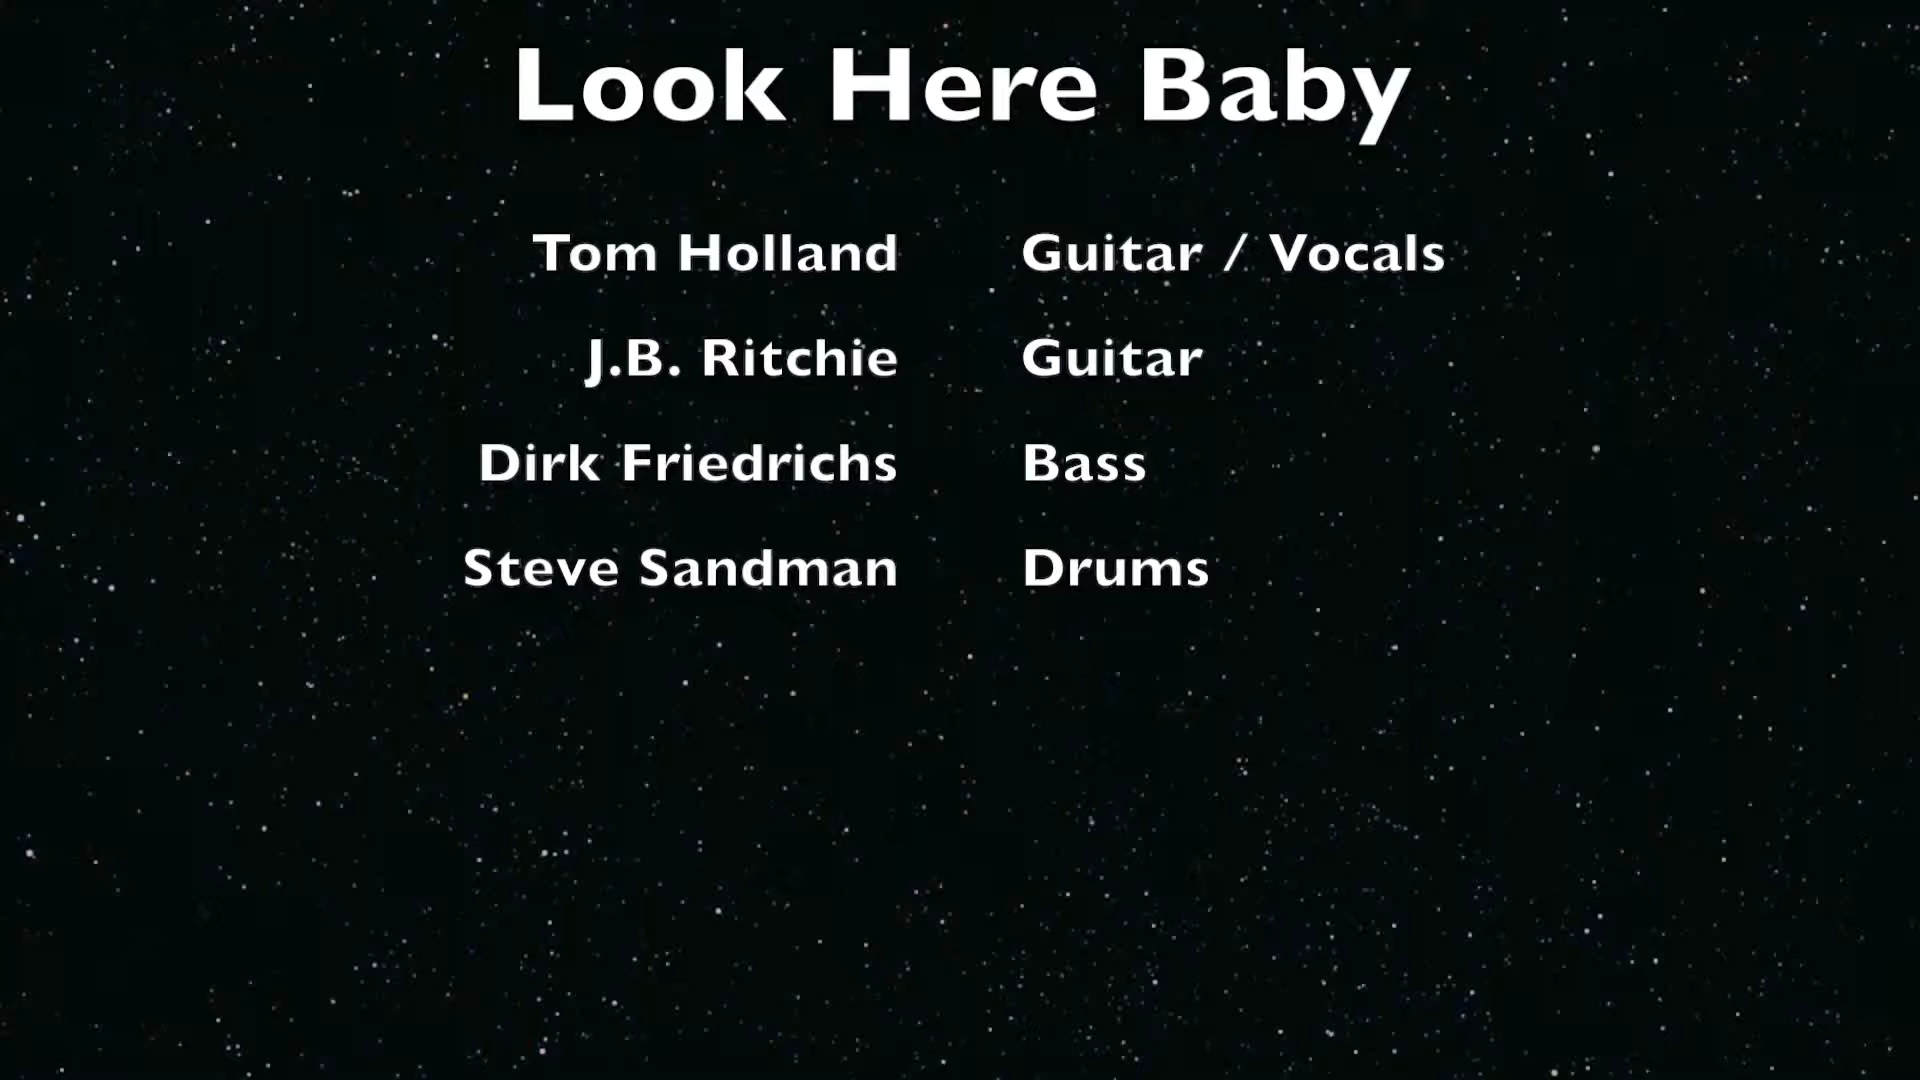 Look Here Baby
Tom Holland Guitar / Vocals
J.B. Ritchie Guitar
Dirk Friedrichs Bass
Steve Sandman Drums